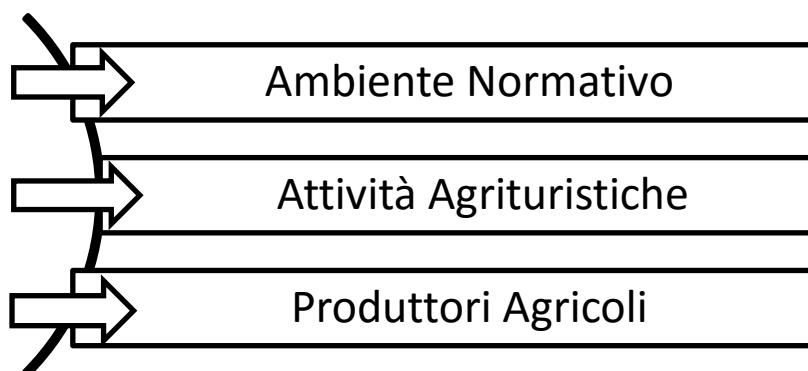 Ambiente Normativo
Attività Agrituristiche
Produttori Agricoli